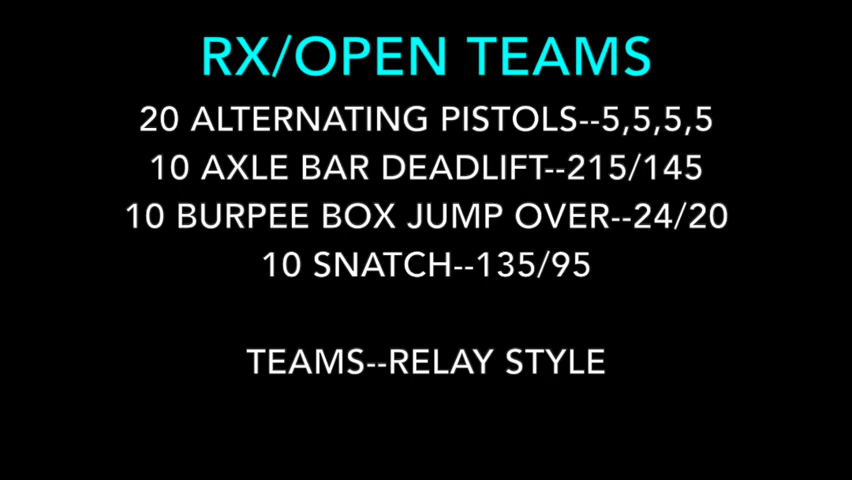 RX/OPEN TEAMS
20 ALTERNATING PISTOLS--5,5,5,5
10 AXLE BAR DEADLIFT--215/145
10 BURPEE BOX JUMP OVER--24/20
10 SNATCH--135/95
TEAMS--RELAY STYLE